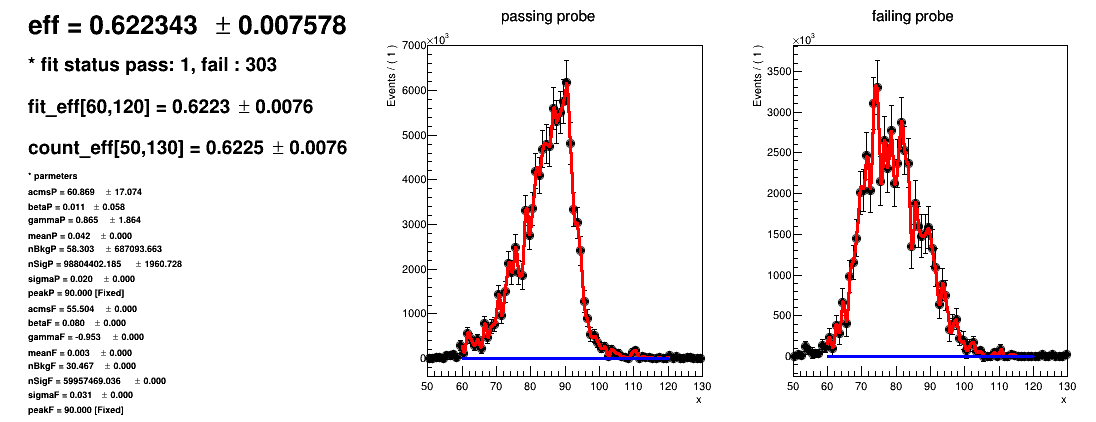 eff = 0.622343 ± 0.007578
* fit status pass: 1, fail : 303
fit_eff[60,120] = 0.6223 ± 0.0076
count_eff[50,130] = 0.6225 ± 0.0076
* parmeters
acmsP = 60.869 ± 17.074
betaP = 0.011 ± 0.058
gammaP = 0.865 ± 1.864
meanP = 0.042 ± 0.000
nBkgP = 58.303 ± 687093.663
nSigP = 98804402.185 ± 1960.728
sigmaP = 0.020 ± 0.000
peakP = 90.000 [Fixed]
acmsF = 55.504 ± 0.000
betaF = 0.080 ± 0.000
gammaF = -0.953 ± 0.000
meanF = 0.003 ± 0.000
nBkgF = 30.467 ± 0.000
nSigF = 59957469.036 ± 0.000
sigmaF = 0.031 ± 0.000
peakF = 90.000 [Fixed]
passing probe
×10³
Events / ( 1 )
7000
6000
5000
4000
3000
2000
1000
0
50 60 70 80 90 100 110 120 130
x
failing probe
×10³
Events / ( 1 )
3500
3000
2500
2000
1500
1000
500
0
50 60 70 80 90 100 110 120 130
x